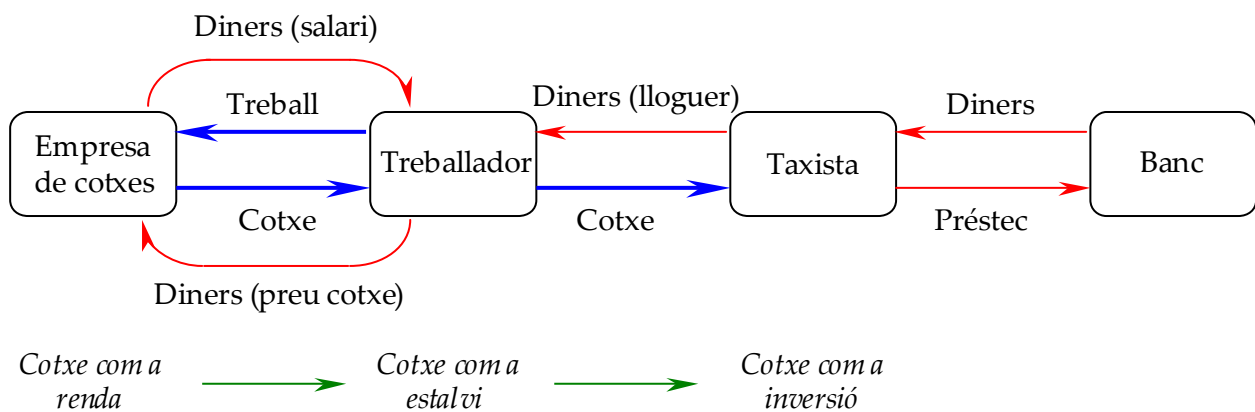 Diners (salari)
Treball
Diners (lloguer)
Diners
Empresa
de cotxes
Treballador
Taxista
Banc
Cotxe
Cotxe
Préstec
Diners (preu cotxe)
Cotxe com a
renda
Cotxe com a
estalvi
Cotxe com a
inversió